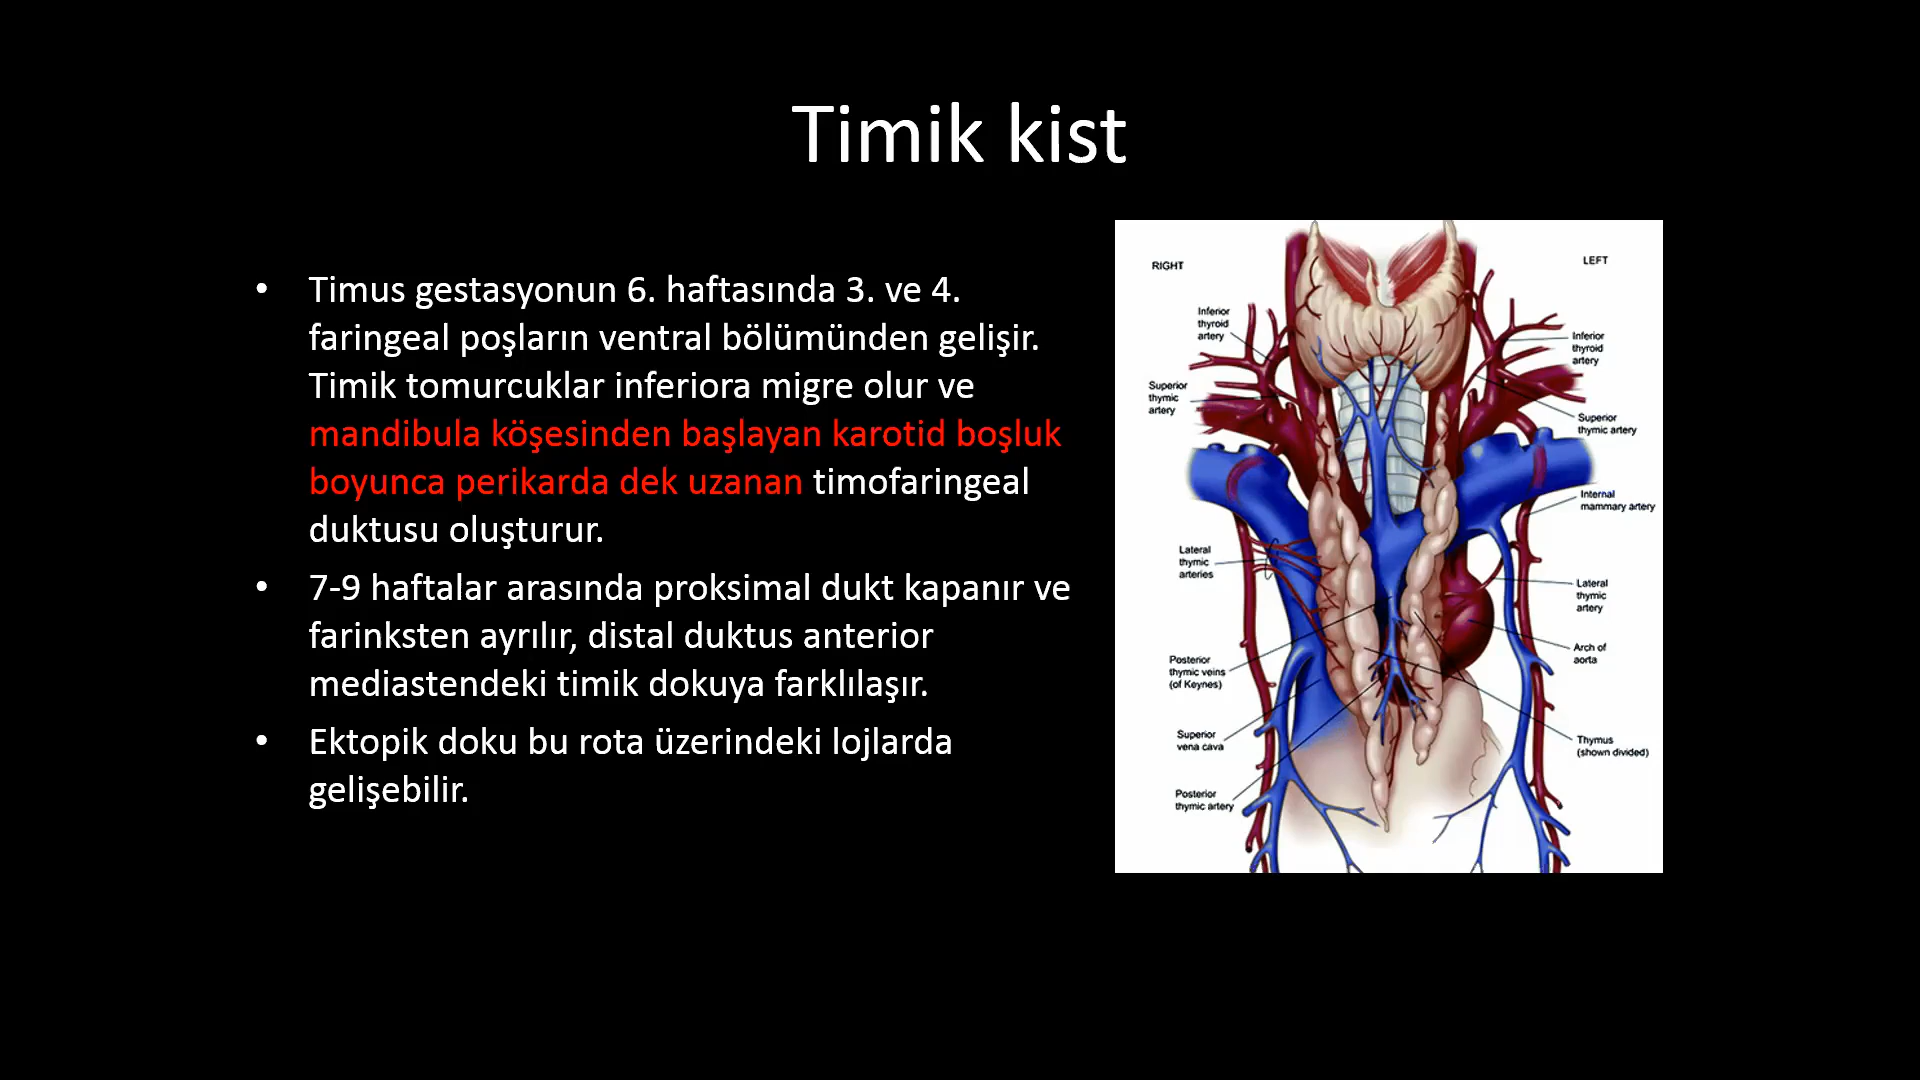 Timik kist
• Timus gestasyonun 6. haftasında 3. ve 4.
faringeal poşların ventral bölümünden gelişir.
Timik tomurcuklar inferiora migre olur ve
mandibula köşesinden başlayan karotid boşluk
boyunca perikarda dek uzanan timofaringeal
duktusu oluşturur.
• 7-9 haftalar arasında proksimal dukt kapanır ve
farinksten ayrılır, distal duktus anterior
mediastendeki timik dokuya farklılaşır.
• Ektopik doku bu rota üzerindeki lojlarda
gelişebilir.
RIGHT
LEFT
Inferior
thyroid
artery
Superior
thymic
artery
Lateral
thymic
arteries
Posterior
thymic veins
(of Keynes)
Superior
vena cava
Posterior
thymic artery
Inferior
thyroid
artery
Superior
thymic artery
Internal
mammary artery
Lateral
thymic
artery
Arch of
aorta
Thymus
(shown divided)